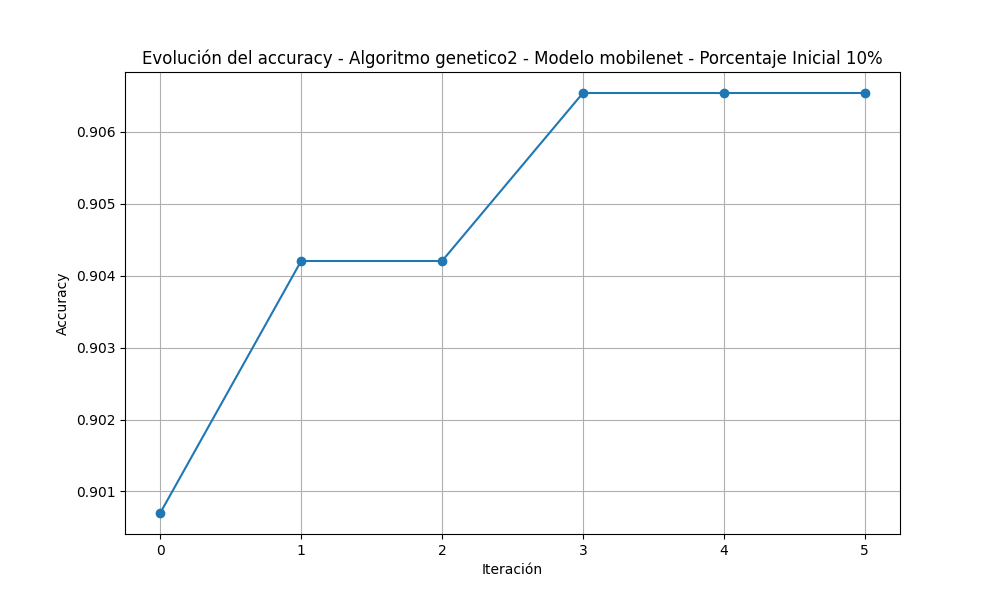 Evolución del accuracy - Algoritmo genetico2 - Modelo mobilenet - Porcentaje Inicial 10%
0.906
0.905
0.904
0.903
0.902
0.901
Accuracy
0 1 2 3 4 5
Iteración